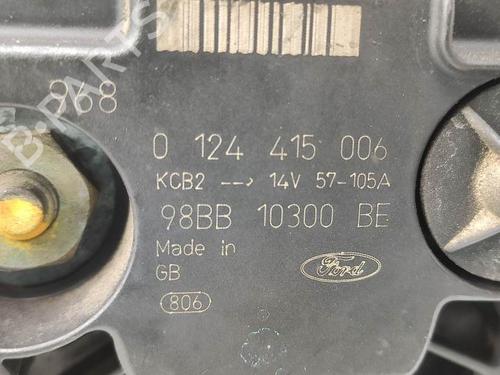 B-PARTS
968
0 124 415 006
KCB2 --> 14V 57-105A
98BB 10300 BE
Made in
GB
Ford
806